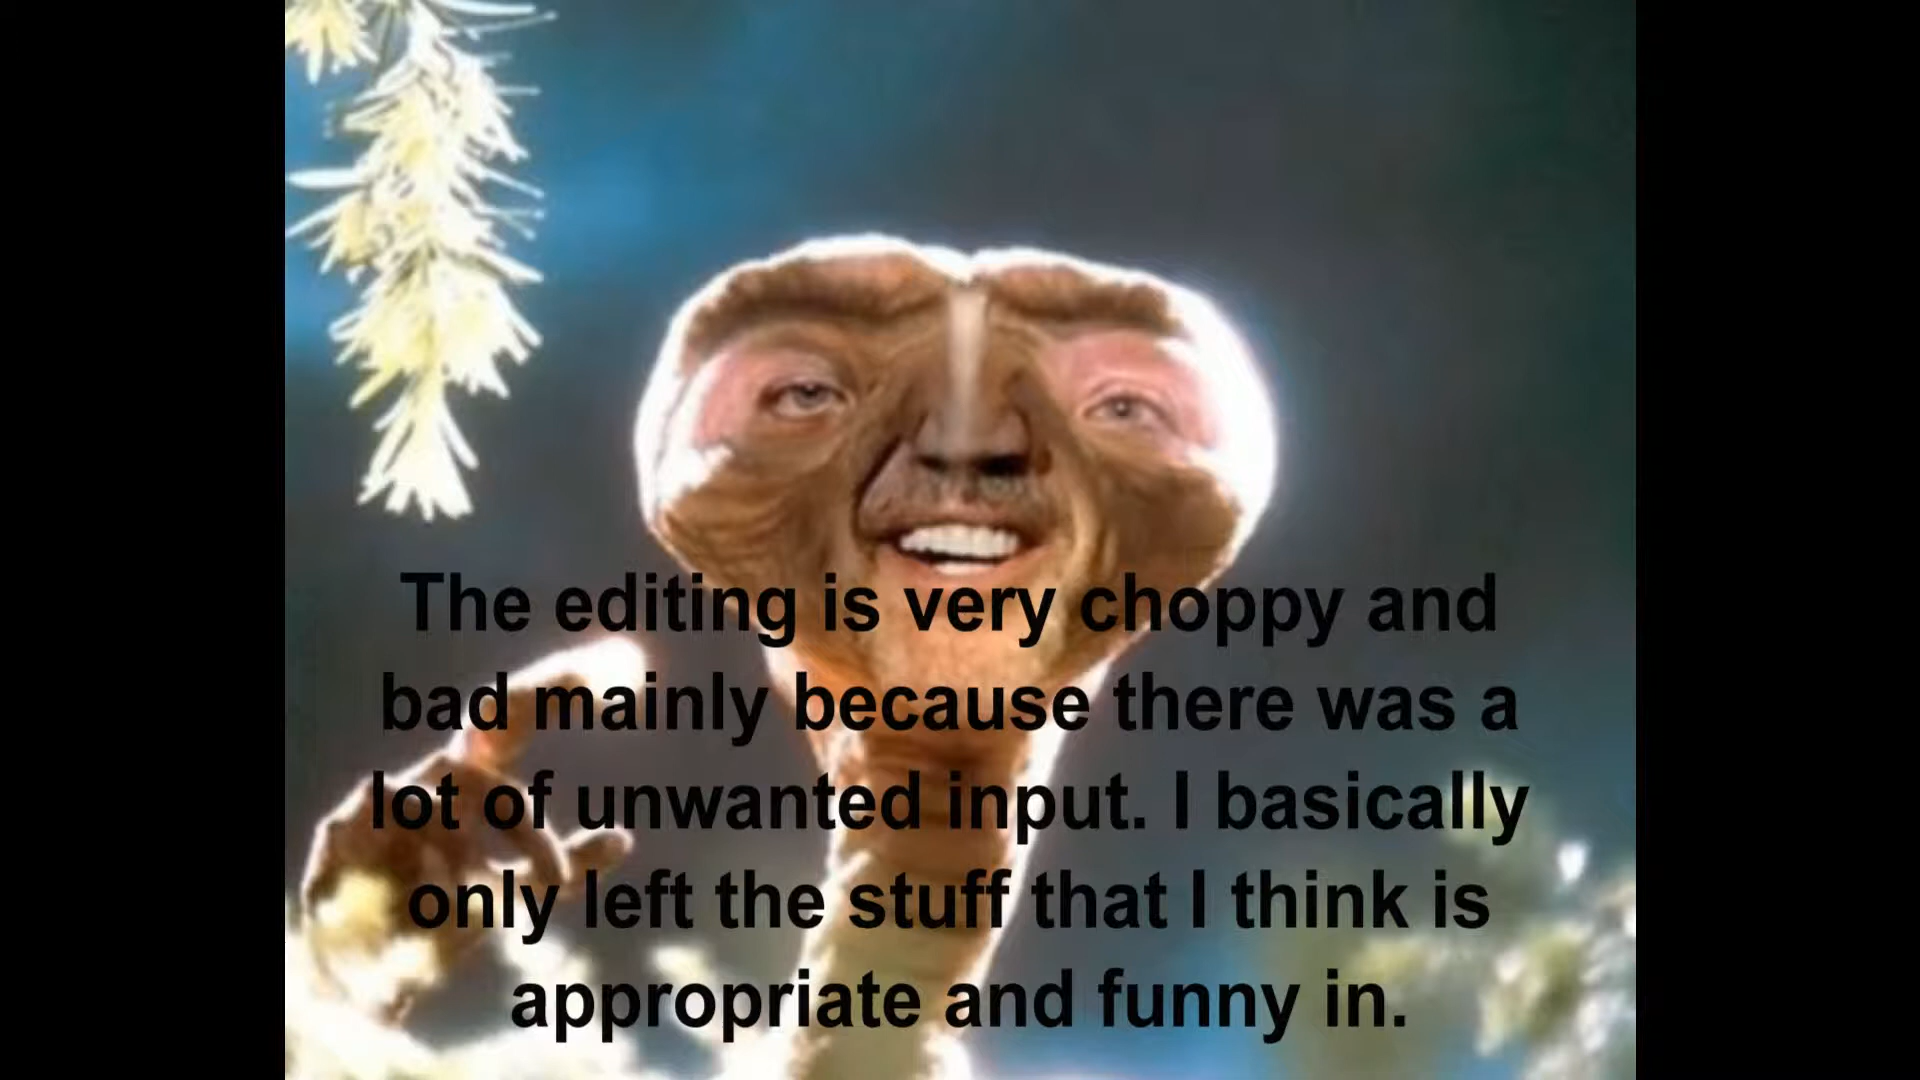 The editing is very choppy and
bad mainly because there was a
lot of unwanted input. I basically
only left the stuff that I think is
appropriate and funny in.